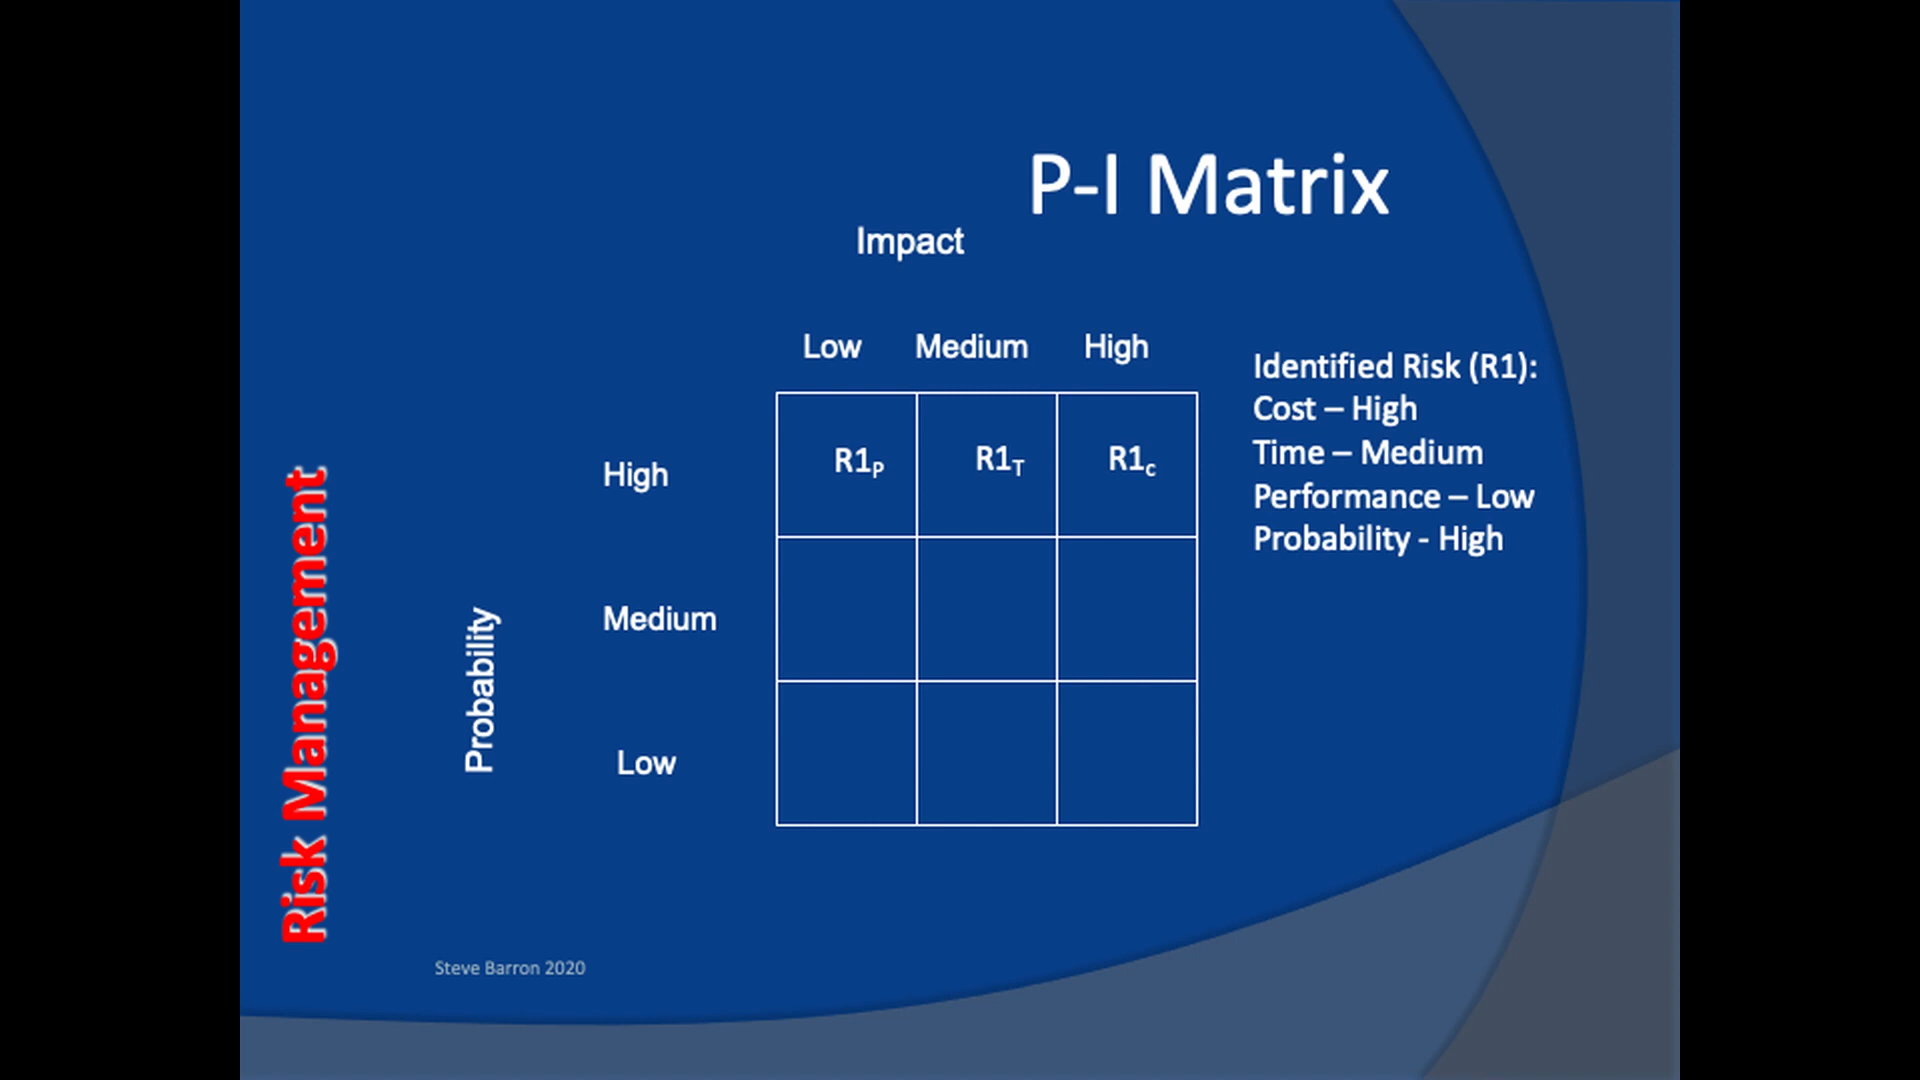 P-I Matrix
Impact
Low Medium High
Identified Risk (R1):
Cost – High
Time – Medium
Performance – Low
Probability - High
High R1P R1T R1c
Medium
Low
Probability
Risk Management
Steve Barron 2020